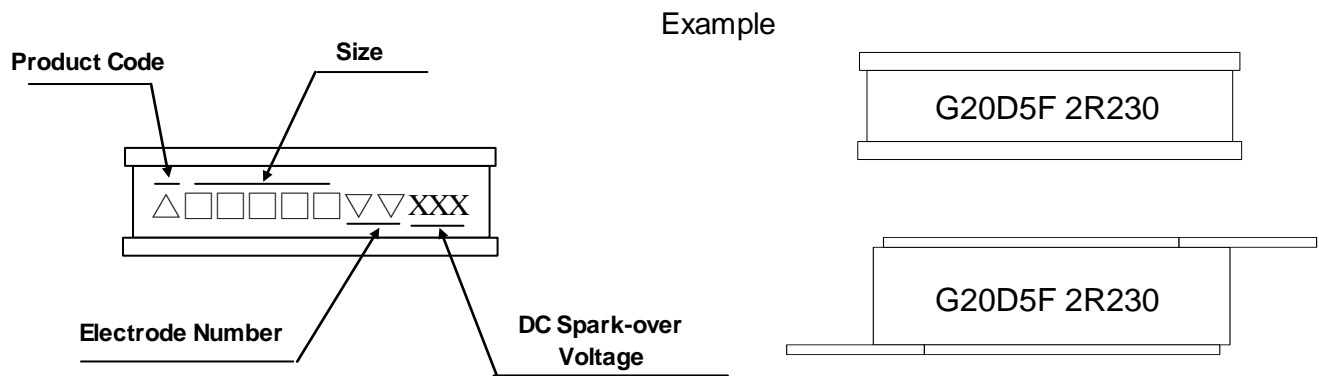 Example
Product Code
Size
△□□□□□▽▽XXX
Electrode Number
DC Spark-over
Voltage
G20D5F 2R230
G20D5F 2R230